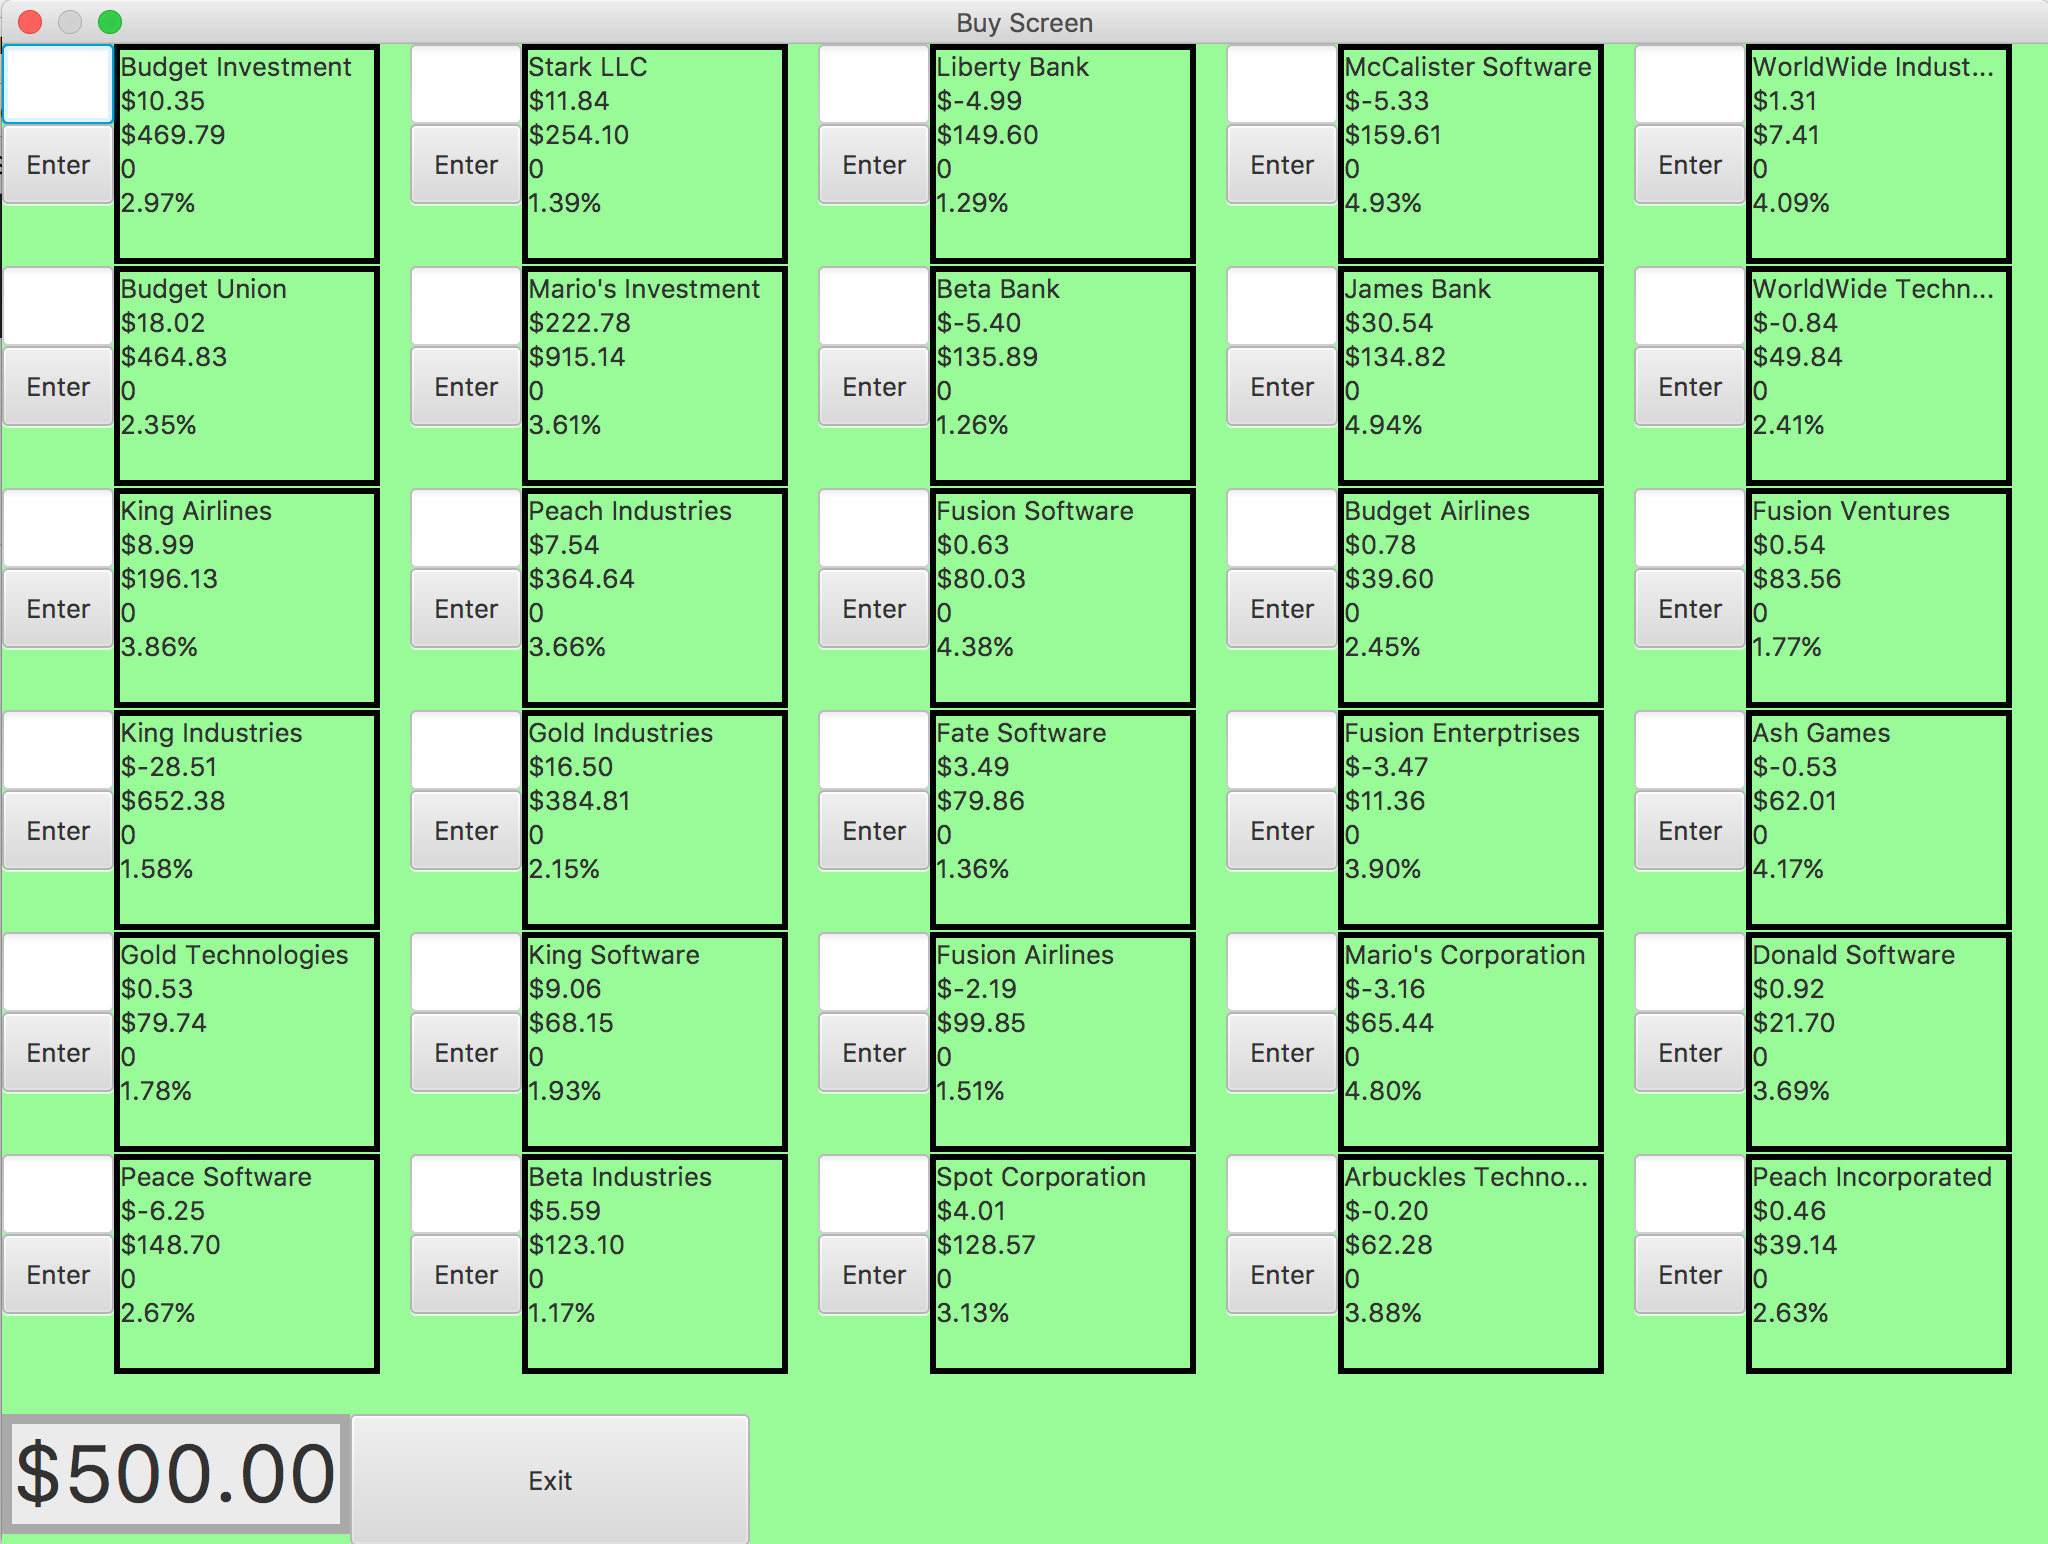 Buy Screen
Enter
Budget Investment
$10.35
$469.79
0
2.97%
Enter
Stark LLC
$11.84
$254.10
0
1.39%
Enter
Liberty Bank
$-4.99
$149.60
0
1.29%
Enter
McCalister Software
$-5.33
$159.61
0
4.93%
Enter
WorldWide Indust...
$1.31
$7.41
0
4.09%
Enter
Budget Union
$18.02
$464.83
0
2.35%
Enter
Mario's Investment
$222.78
$915.14
0
3.61%
Enter
Beta Bank
$-5.40
$135.89
0
1.26%
Enter
James Bank
$30.54
$134.82
0
4.94%
Enter
WorldWide Techn...
$-0.84
$49.84
0
2.41%
Enter
King Airlines
$8.99
$196.13
0
3.86%
Enter
Peach Industries
$7.54
$364.64
0
3.66%
Enter
Fusion Software
$0.63
$80.03
0
4.38%
Enter
Budget Airlines
$0.78
$39.60
0
2.45%
Enter
Fusion Ventures
$0.54
$83.56
0
1.77%
Enter
King Industries
$-28.51
$652.38
0
1.58%
Enter
Gold Industries
$16.50
$384.81
0
2.15%
Enter
Fate Software
$3.49
$79.86
0
1.36%
Enter
Fusion Enterptrises
$-3.47
$11.36
0
3.90%
Enter
Ash Games
$-0.53
$62.01
0
4.17%
Enter
Gold Technologies
$0.53
$79.74
0
1.78%
Enter
King Software
$9.06
$68.15
0
1.93%
Enter
Fusion Airlines
$-2.19
$99.85
0
1.51%
Enter
Mario's Corporation
$-3.16
$65.44
0
4.80%
Enter
Donald Software
$0.92
$21.70
0
3.69%
Enter
Peace Software
$-6.25
$148.70
0
2.67%
Enter
Beta Industries
$5.59
$123.10
0
1.17%
Enter
Spot Corporation
$4.01
$128.57
0
3.13%
Enter
Arbuckles Techno...
$-0.20
$62.28
0
3.88%
Enter
Peach Incorporated
$0.46
$39.14
0
2.63%
$500.00
Exit